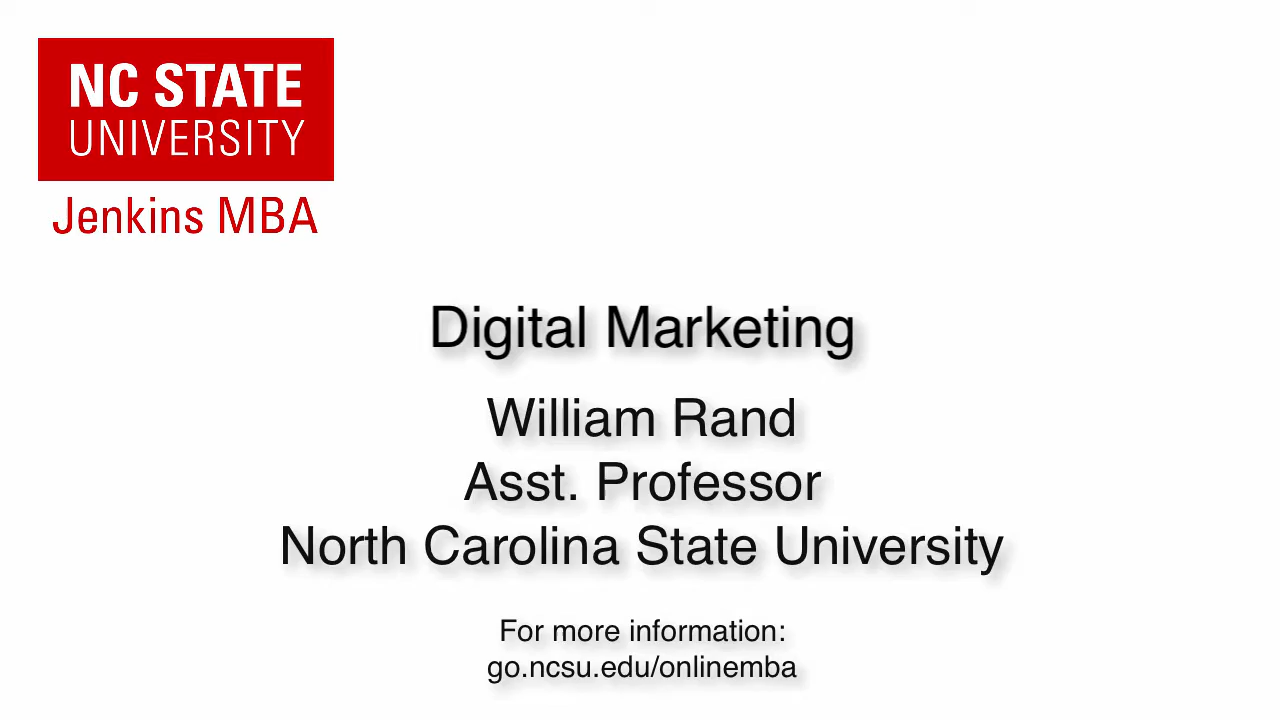 NC STATE
UNIVERSITY
Jenkins MBA
Digital Marketing
William Rand
Asst. Professor
North Carolina State University
For more information:
go.ncsu.edu/onlinemba